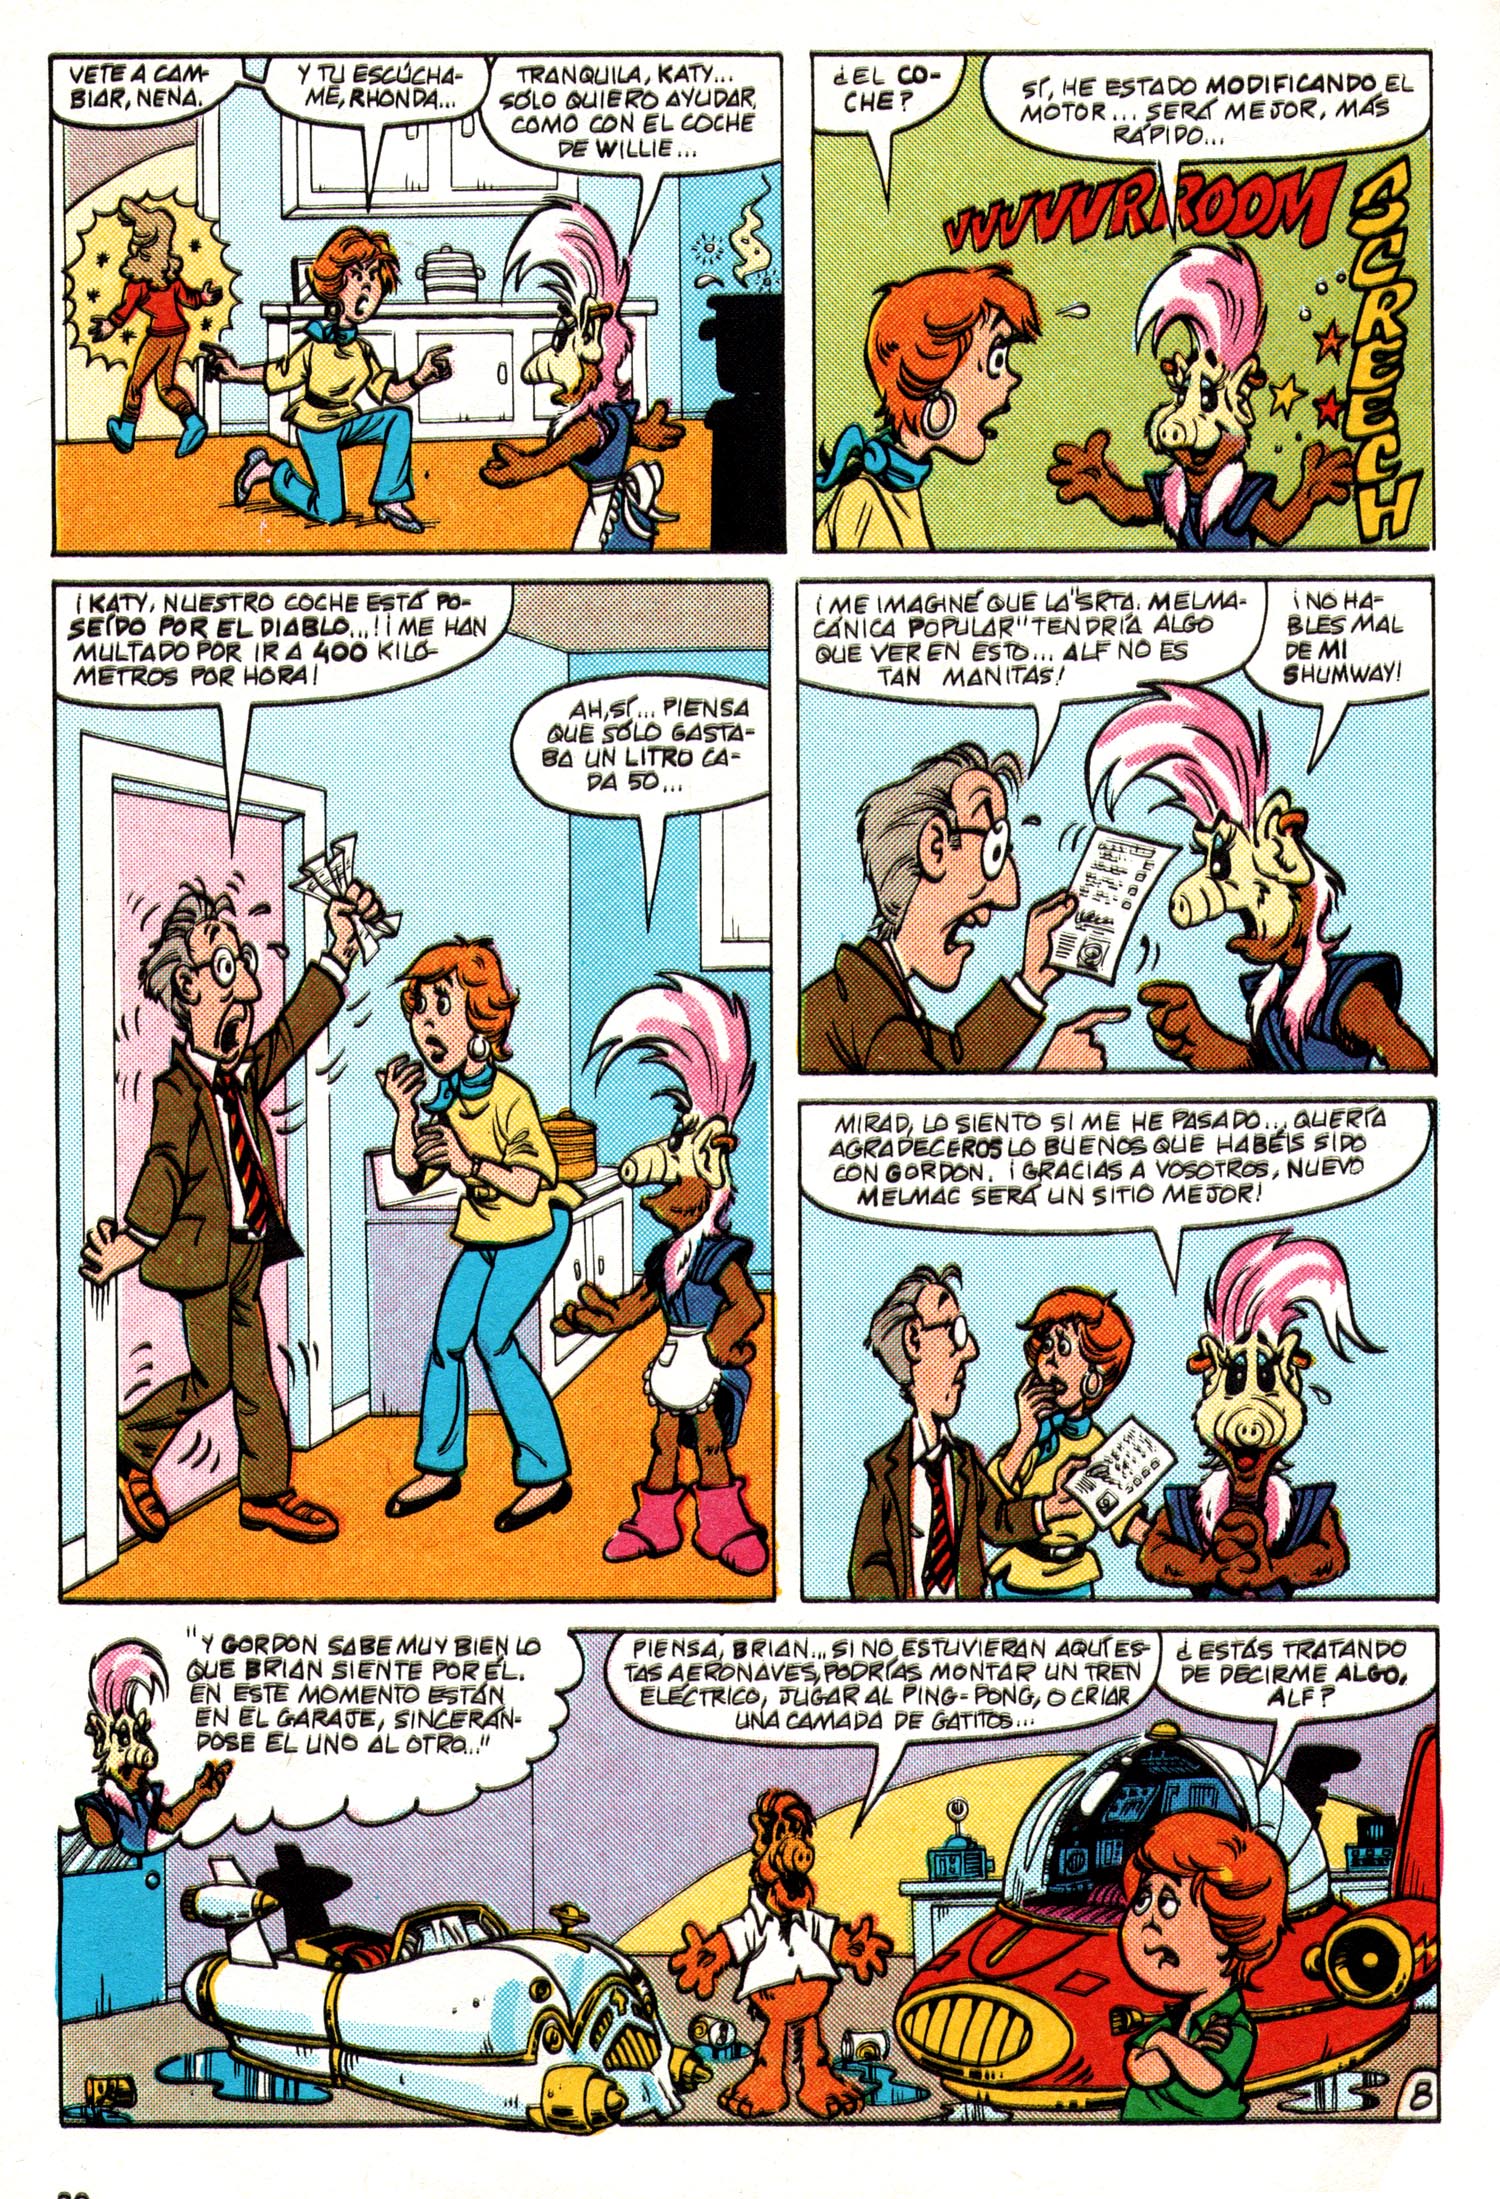 VETE A CAM-
BIAR, NENA.
Y TU ESCÚCHA-
ME, RHONDA...
TRANQUILA, KATY...
SÓLO QUIERO AYUDAR,
COMO CON EL COCHE
DE WILLIE...
¿EL CO-
CHE?
SÍ, HE ESTADO MODIFICANDO EL
MOTOR... SERÁ MEJOR, MÁS
RÁPIDO...
VUUUVURRROOM
SCREECH
¡KATY, NUESTRO COCHE ESTÁ PO-
SEÍDO POR EL DIABLO...! ¡ME HAN
MULTADO POR IR A 400 KILÓ-
METROS POR HORA!
AH, SÍ... PIENSA
QUE SÓLO GASTA-
BA UN LITRO CA-
DA 50...
¡ME IMAGINÉ QUE LA "SRTA. MELMA-
CÁNICA POPULAR" TENDRÍA ALGO
QUE VER EN ESTO... ALF NO ES
TAN MANITAS!
¡NO HA-
BLES MAL
DE MI
SHUMWAY!
MIRAD, LO SIENTO SI ME HE PASADO... QUERÍA
AGRADECEROS LO BUENOS QUE HABÉIS SIDO
CON GORDON. ¡GRACIAS A VOSOTROS, NUEVO
MELMAC SERÁ UN SITIO MEJOR!
"Y GORDON SABE MUY BIEN LO
QUE BRIAN SIENTE POR ÉL.
EN ESTE MOMENTO ESTÁN
EN EL GARAJE, SINCERÁN-
DOSE EL UNO AL OTRO..."
PIENSA, BRIAN... SI NO ESTUVIERAN AQUÍ ES-
TAS AERONAVES, PODRÍAS MONTAR UN TREN
ELÉCTRICO, JUGAR AL PING-PONG, O CRIAR
UNA CAMADA DE GATITOS...
¿ESTÁS TRATANDO
DE DECIRME ALGO,
ALF?
8